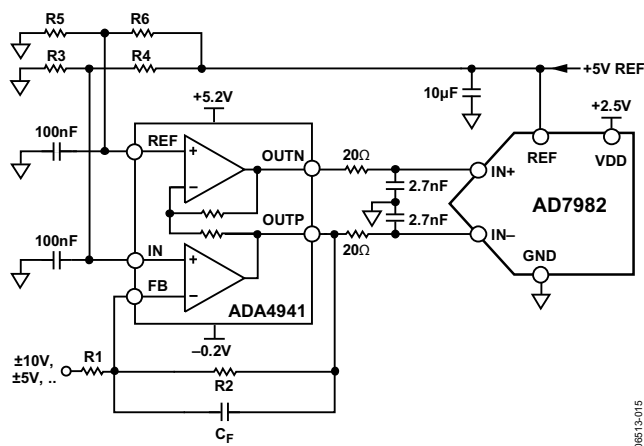 R5
R6
R3
R4
+5V REF
10µF
+5.2V
+2.5V
100nF
REF
OUTN
20Ω
REF
VDD
IN+
2.7nF
AD7982
2.7nF
OUTP
100nF
IN
20Ω
IN–
FB
GND
ADA4941
–0.2V
±10V,
±5V, ..
R1
R2
CF
06513-015